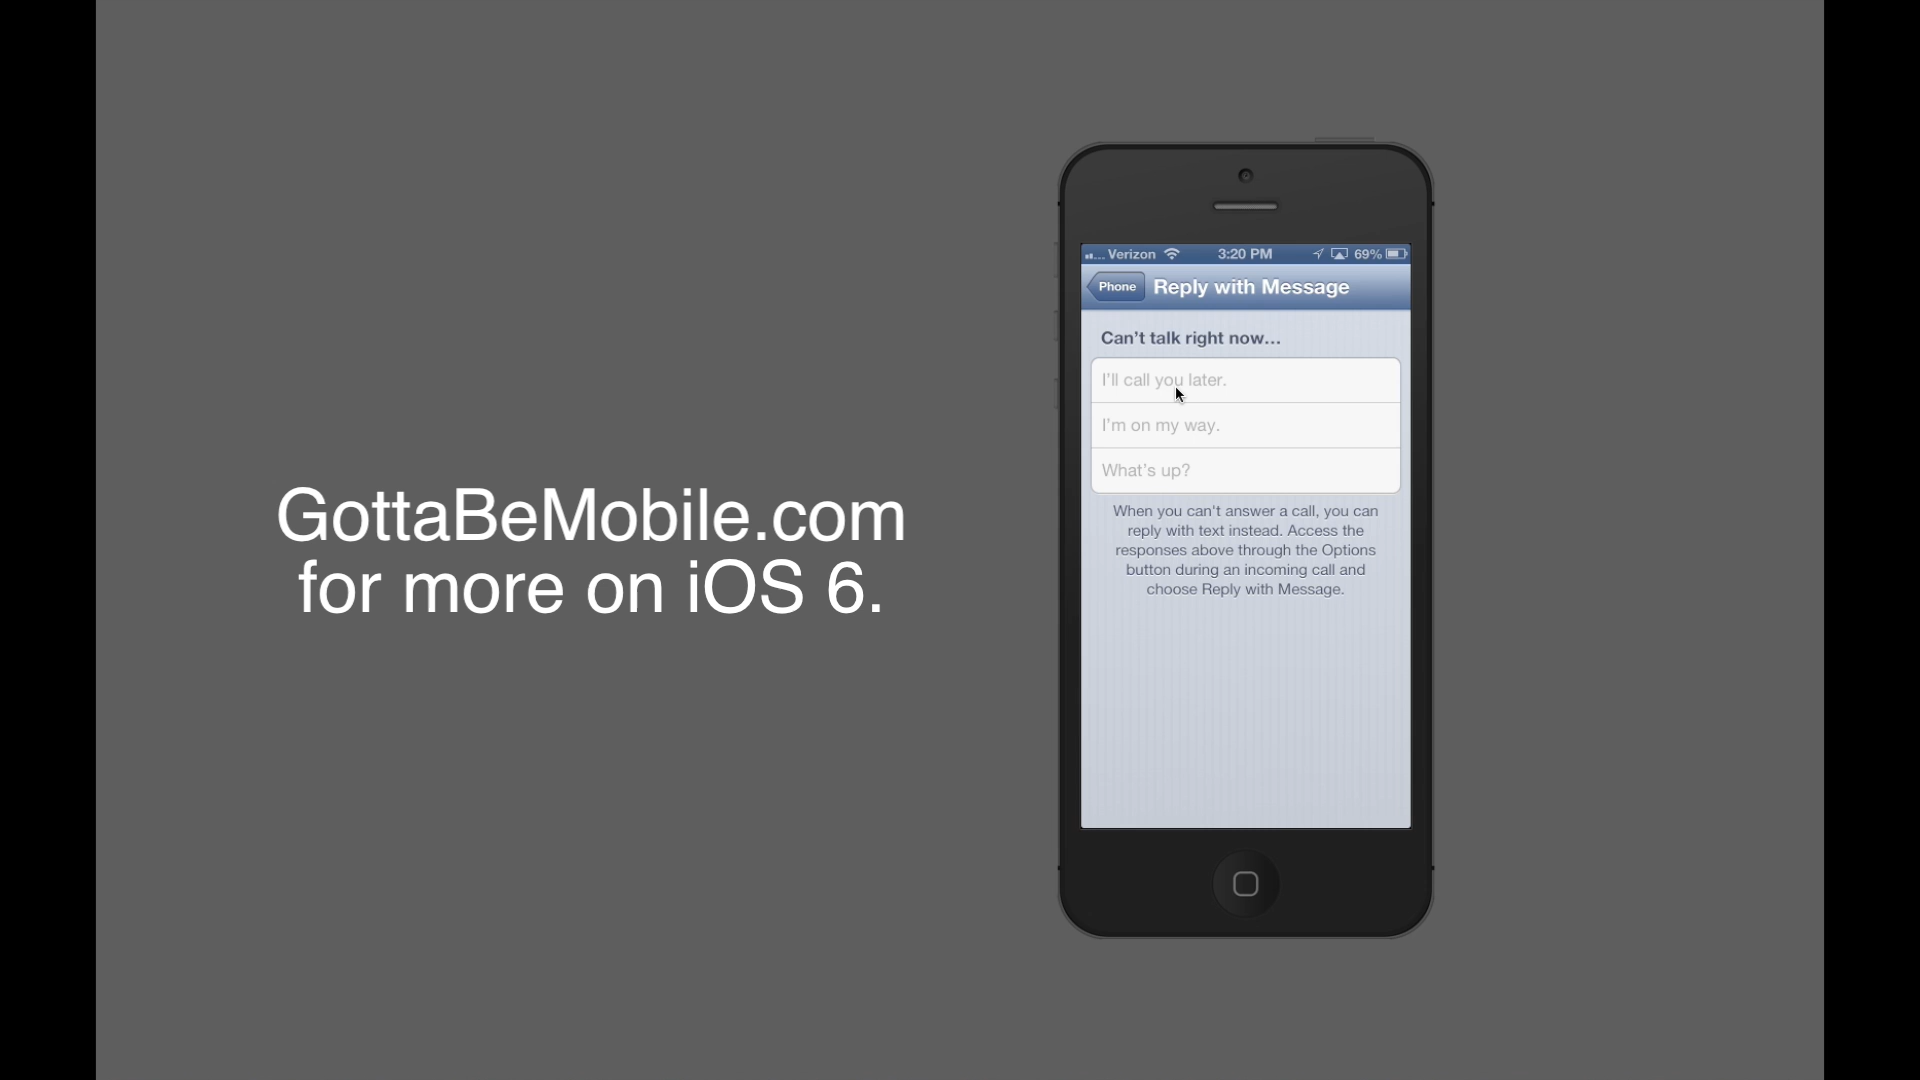 GottaBeMobile.com
for more on iOS 6.
Verizon 3:20 PM 69%
Phone Reply with Message
Can’t talk right now…
I’ll call you later.
I’m on my way.
What’s up?
When you can't answer a call, you can
reply with text instead. Access the
responses above through the Options
button during an incoming call and
choose Reply with Message.